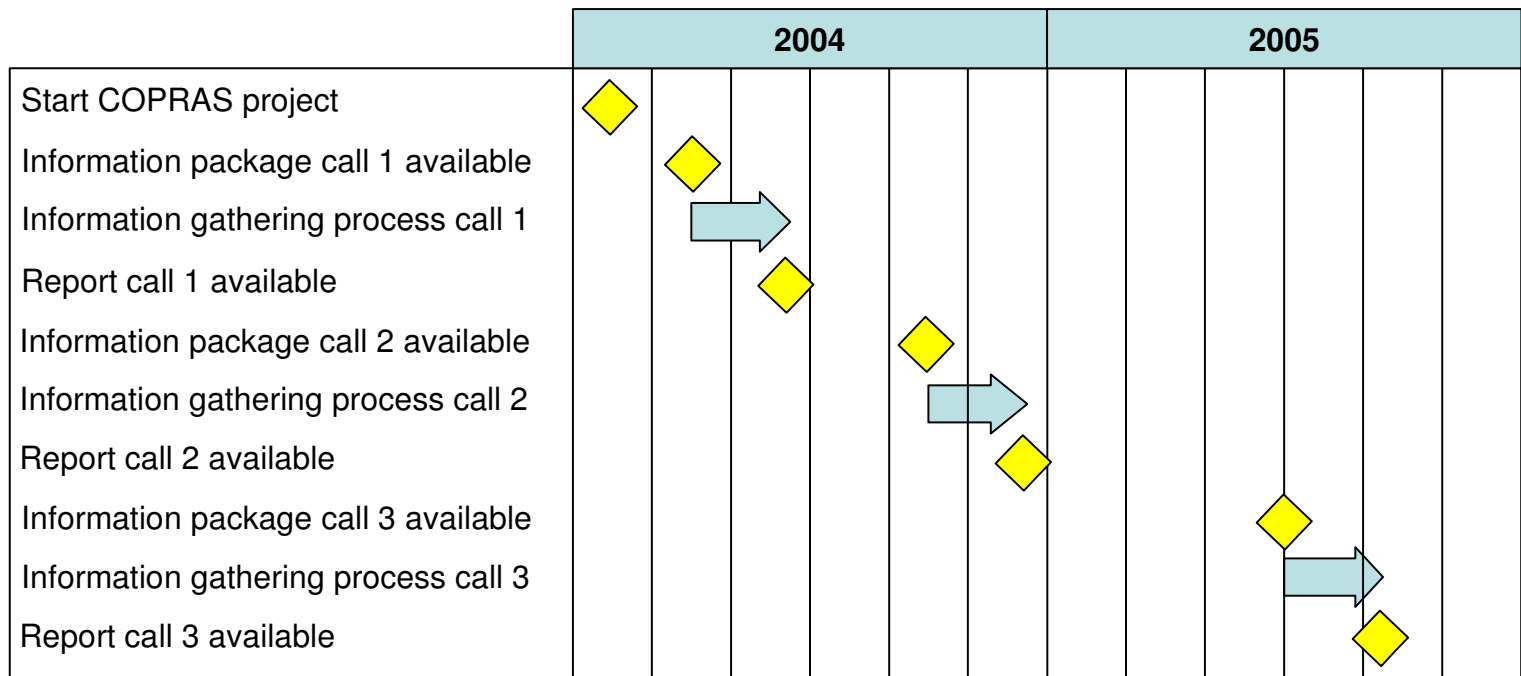 2004 2005
Start COPRAS project
Information package call 1 available
Information gathering process call 1
Report call 1 available
Information package call 2 available
Information gathering process call 2
Report call 2 available
Information package call 3 available
Information gathering process call 3
Report call 3 available